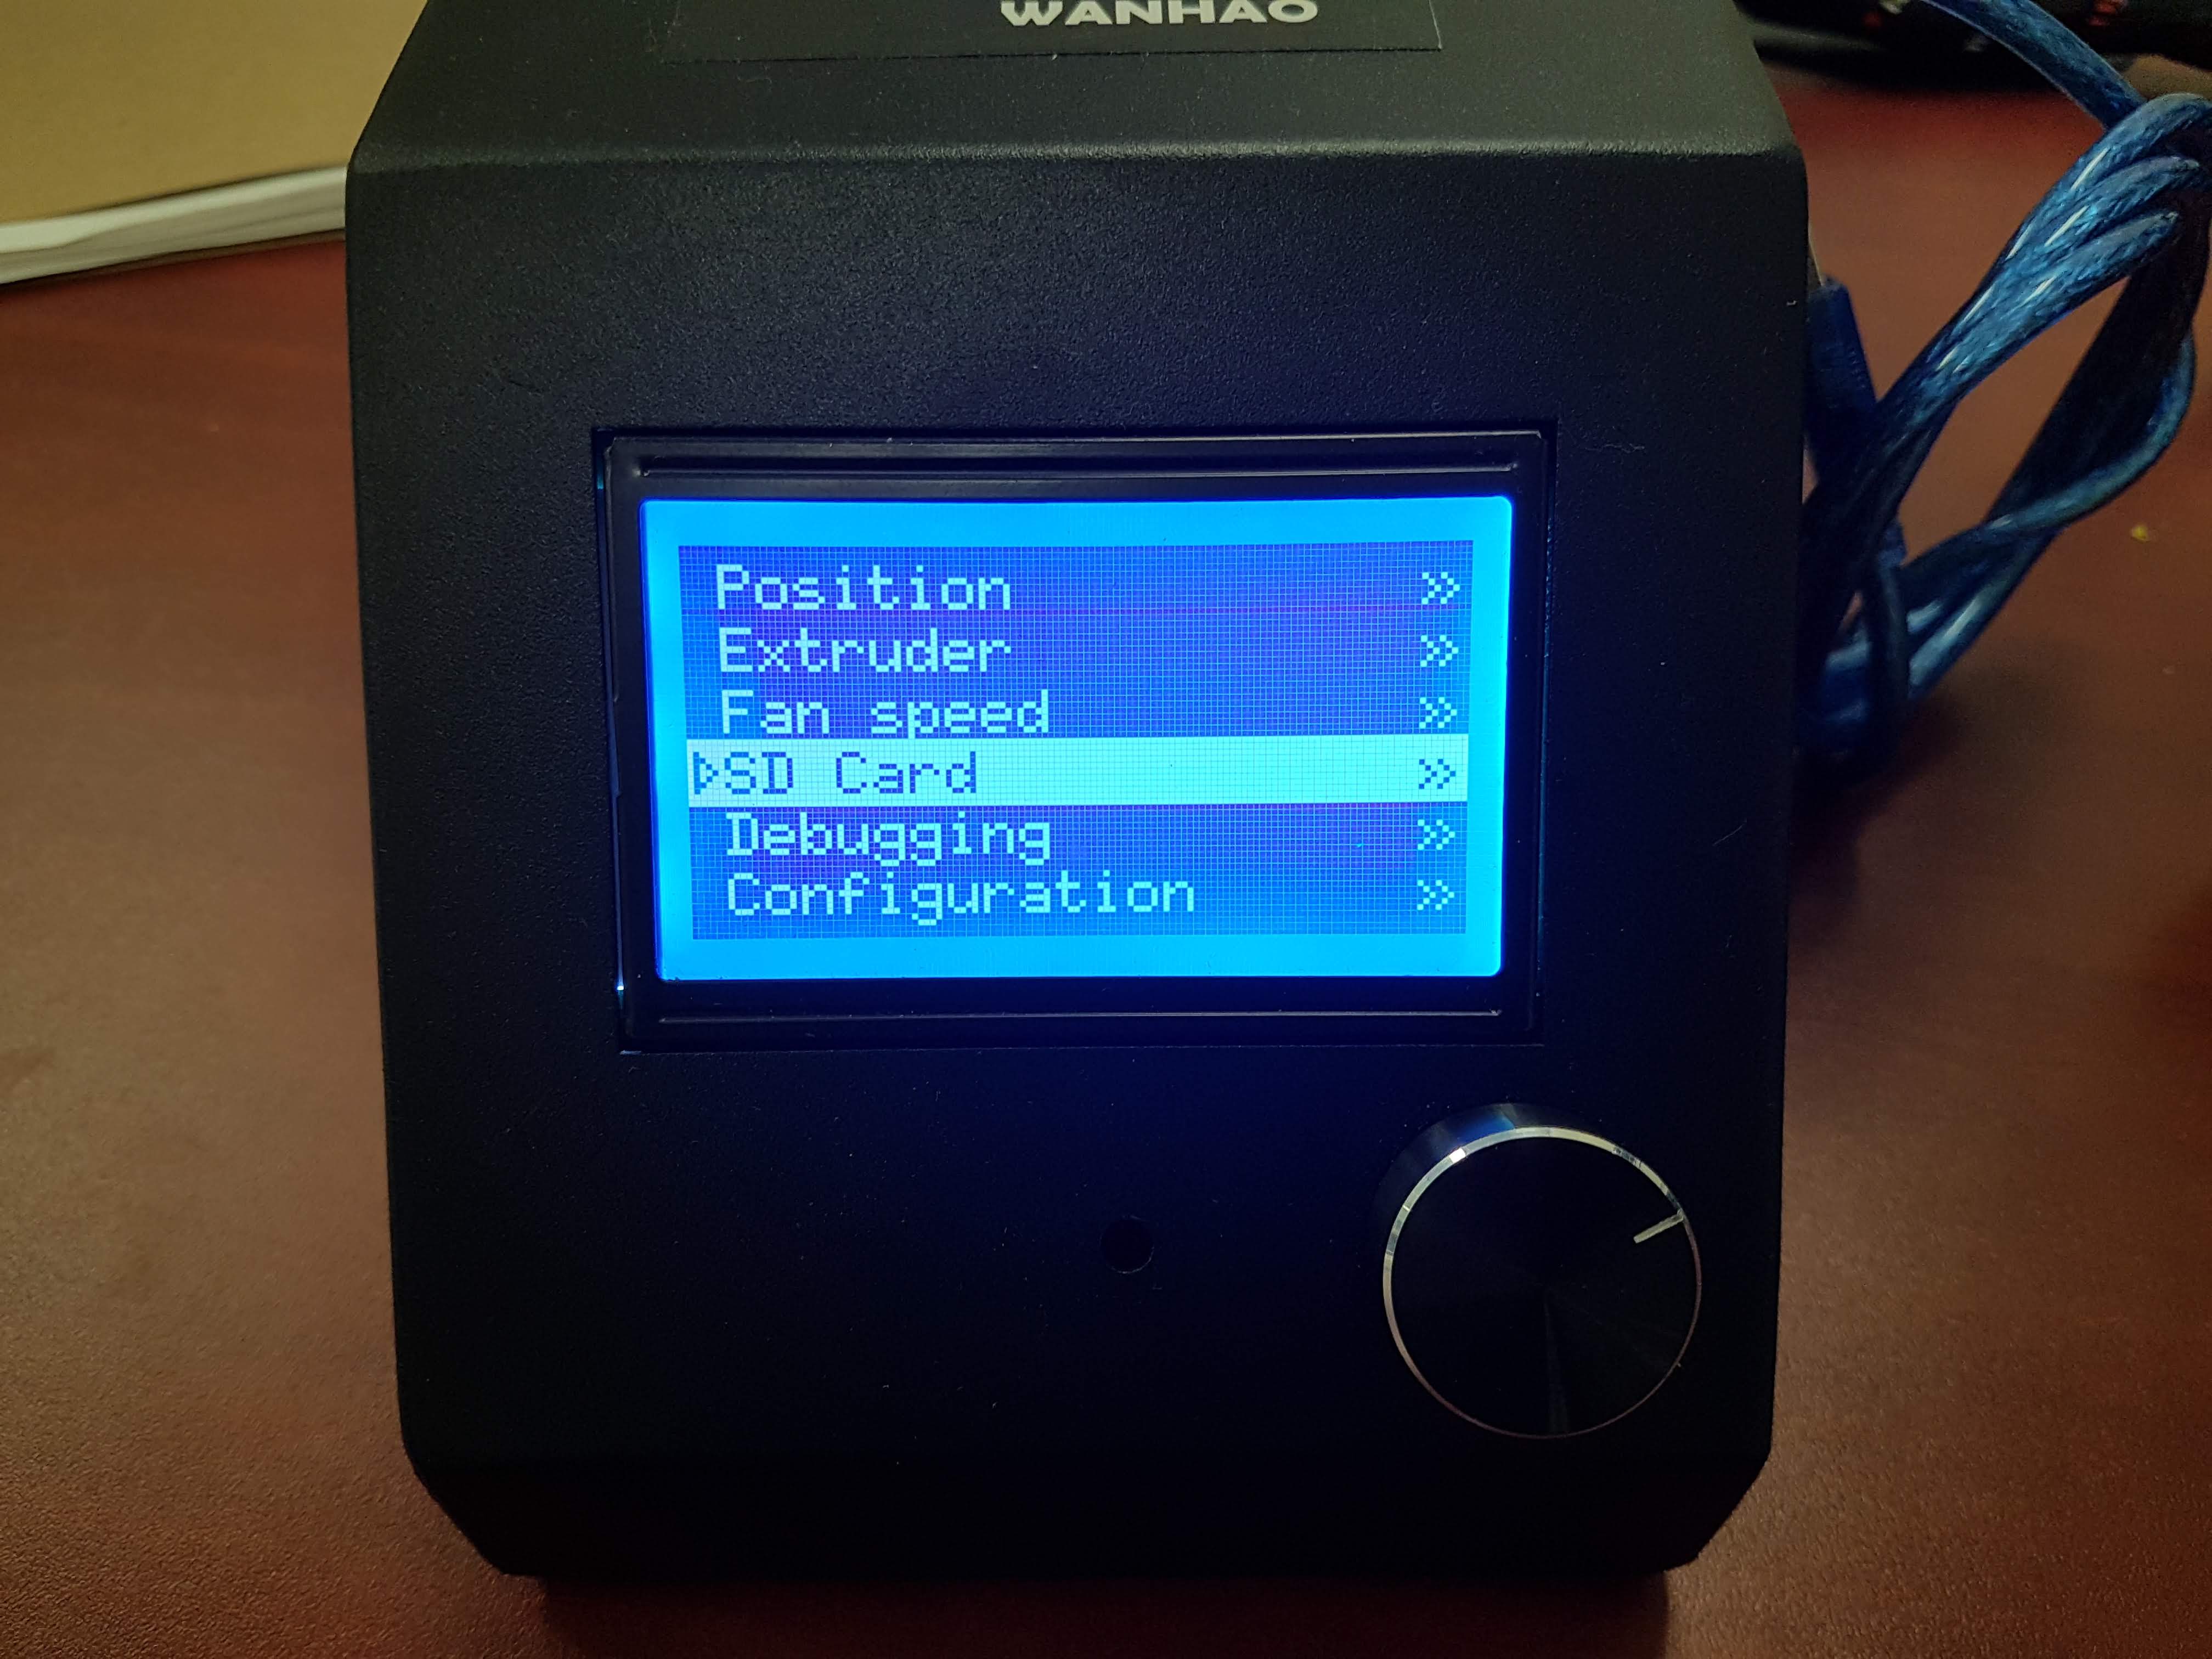 WANHAO
Position »
Extruder »
Fan speed »
▷SD Card »
Debugging »
Configuration »